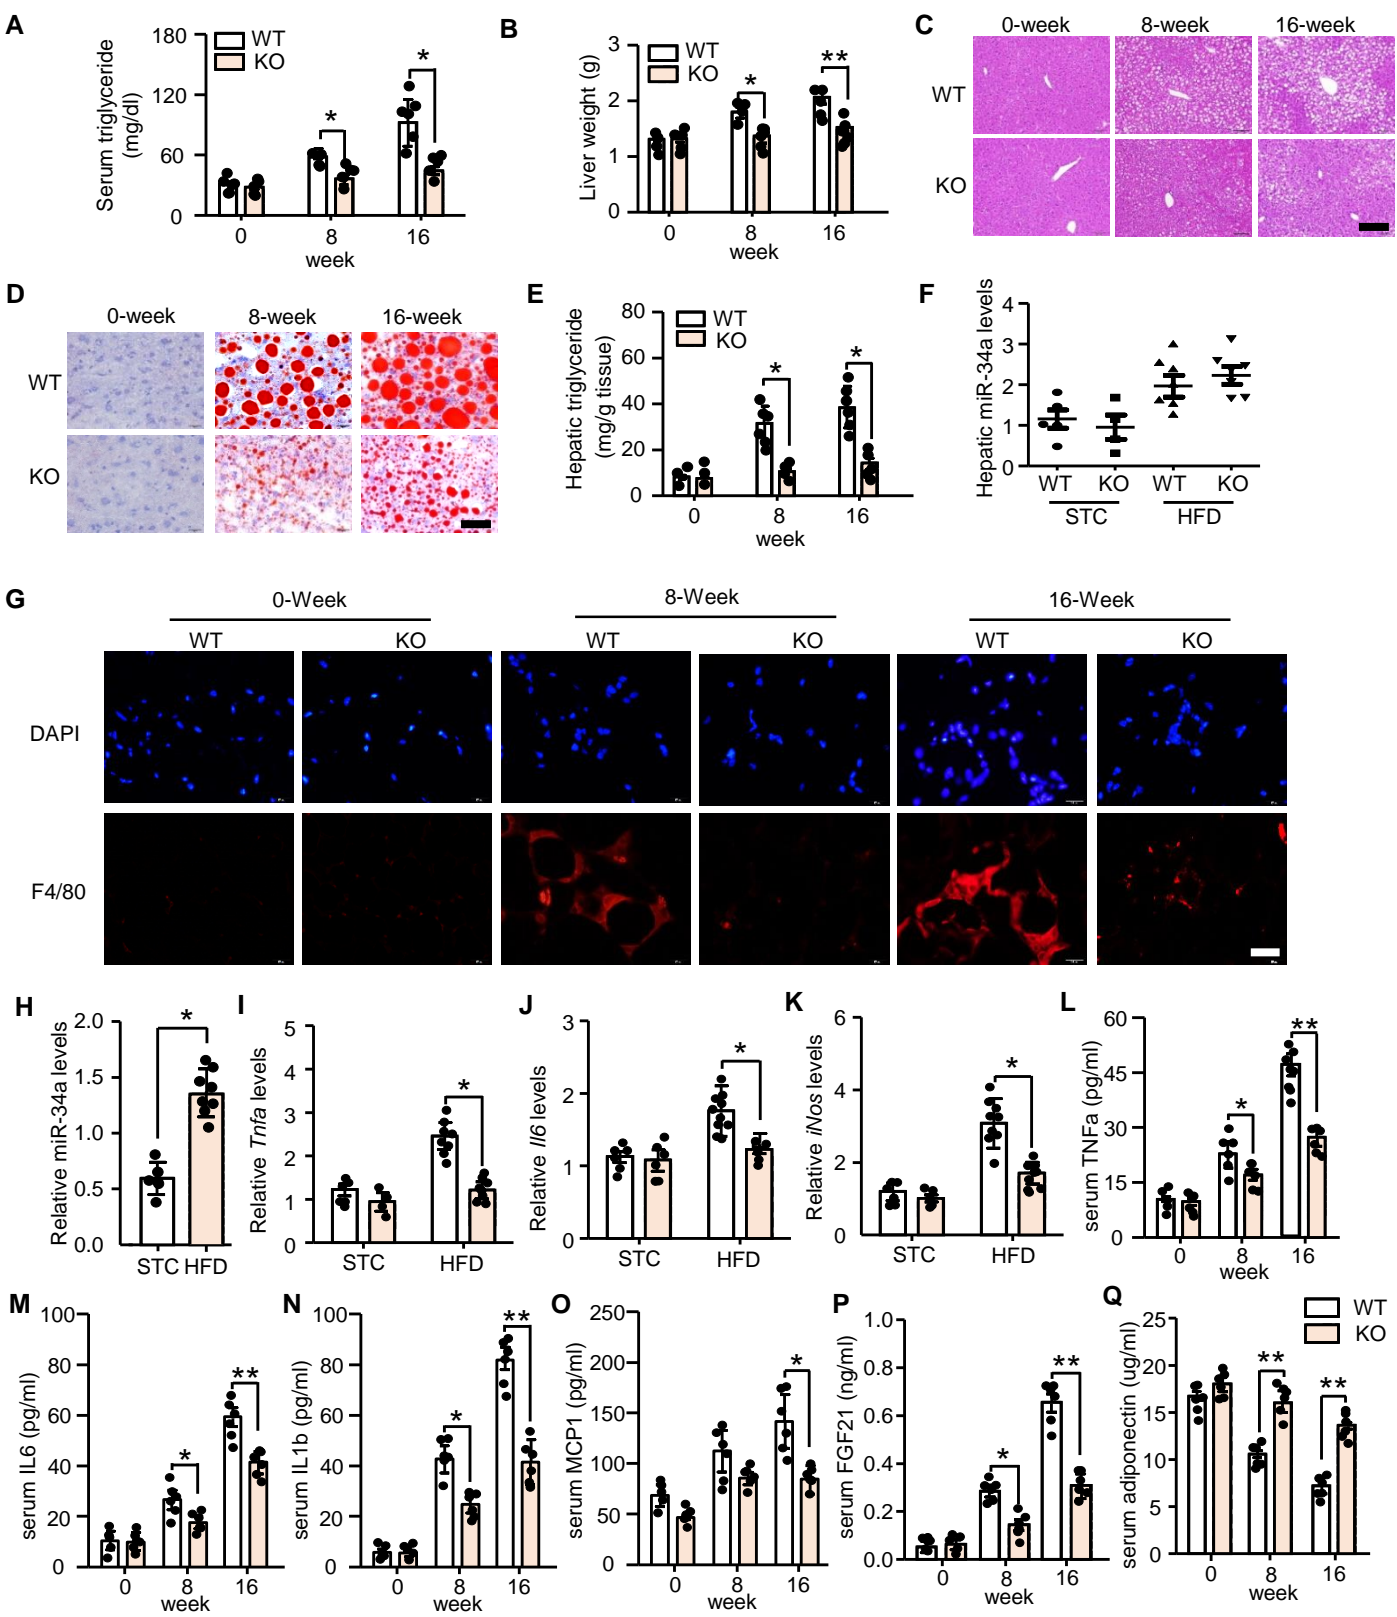 A
Serum triglyceride
(mg/dl)
180
120
60
0
WT
KO
*
*
0
8
16
week
B
Liver weight (g)
3
2
1
0
WT
KO
*
**
0
8
16
week
C
0-week
8-week
16-week
WT
KO
D
0-week
8-week
16-week
WT
KO
E
Hepatic triglyceride
(mg/g tissue)
80
60
40
20
0
WT
KO
*
*
0
8
16
week
F
Hepatic miR-34a levels
4
3
2
1
0
WT
KO
WT
KO
STC
HFD
G
0-Week
8-Week
16-Week
WT
KO
WT
KO
WT
KO
DAPI
F4/80
H
Relative miR-34a levels
2.0
1.5
1.0
0.5
0.0
*
STC HFD
I
Relative Tnfa levels
5
4
3
2
1
0
*
STC
HFD
J
Relative Il6 levels
3
2
1
0
*
STC
HFD
K
Relative iNos levels
6
4
2
0
*
STC
HFD
L
serum TNFa (pg/ml)
60
45
30
15
0
*
**
0
8
16
week
M
serum IL6 (pg/ml)
100
80
60
40
20
0
*
**
0
8
16
week
N
serum IL1b (pg/ml)
100
80
60
40
20
0
*
**
0
8
16
week
O
serum MCP1 (pg/ml)
250
200
150
100
50
0
*
0
8
16
week
P
serum FGF21 (ng/ml)
1.0
0.8
0.6
0.4
0.2
0.0
*
**
0
8
16
week
Q
serum adiponectin (ug/ml)
25
20
15
10
5
0
WT
KO
**
**
0
8
16
week